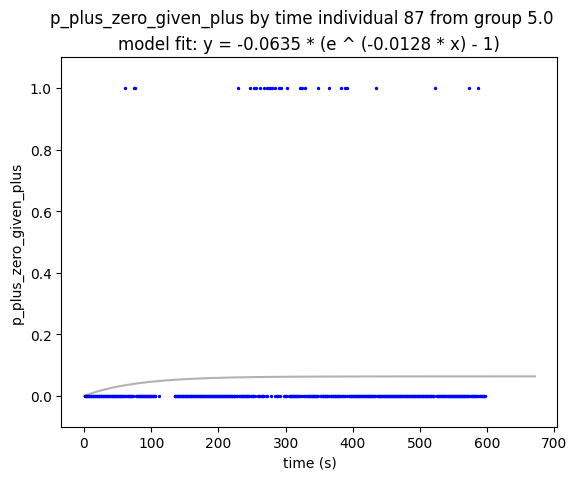 p_plus_zero_given_plus by time individual 87 from group 5.0
model fit: y = -0.0635 * (e ^ (-0.0128 * x) - 1)
1.0
0.8
0.6
0.4
0.2
0.0
p_plus_zero_given_plus
0 100 200 300 400 500 600 700
time (s)